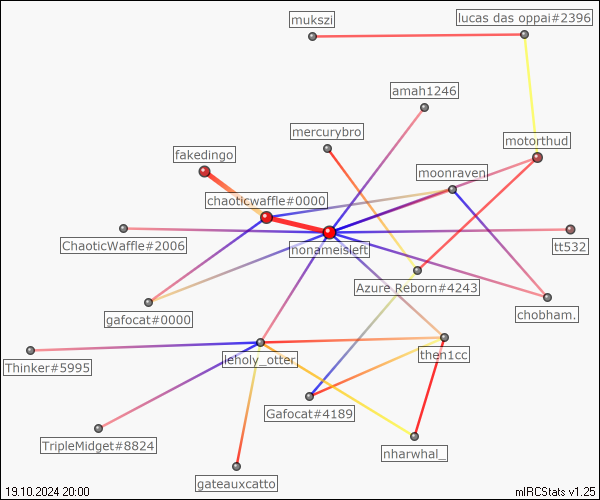 mukszi
lucas das oppai#2396
amah1246
mercurybro
motorthud
fakedingo
moonraven
chaoticwaffle#0000
ChaoticWaffle#2006
nonameisleft
tt532
Azure Reborn#4243
gafocat#0000
chobham.
leholy_otter
then1cc
Thinker#5995
Gafocat#4189
TripleMidget#8824
nharwhal_
gateauxcatto
19.10.2024 20:00
mIRCStats v1.25